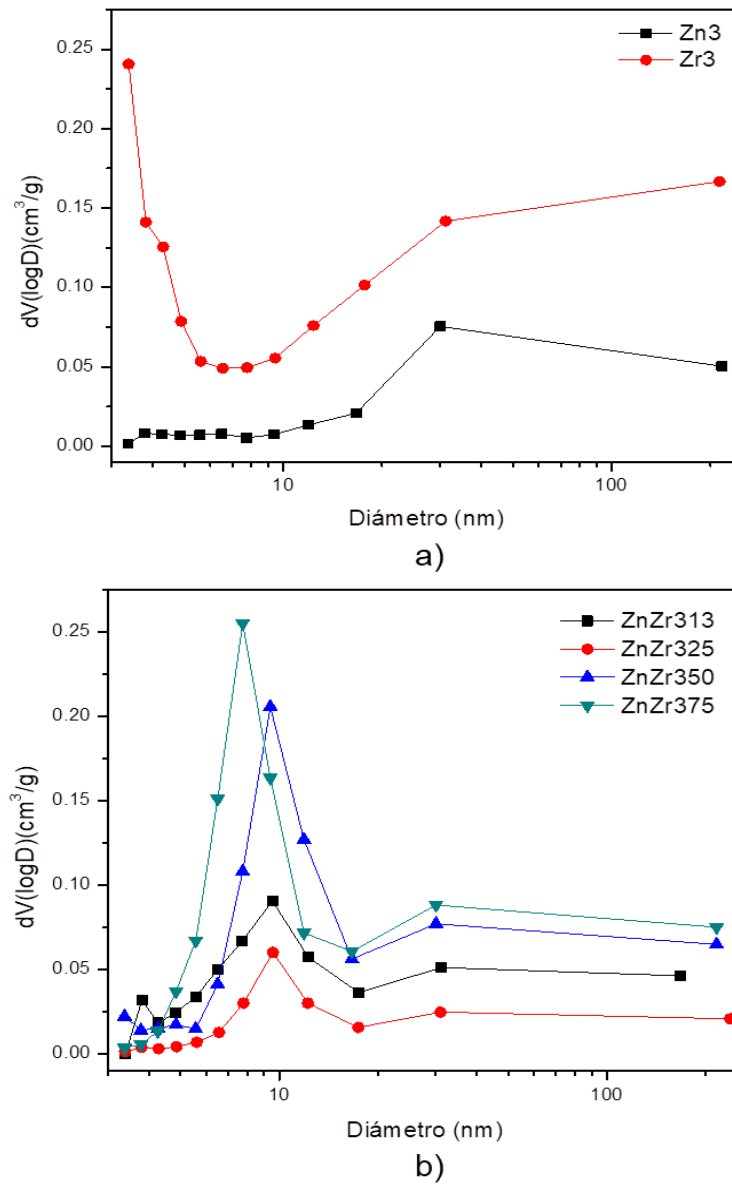 Zn3
Zr3
0.25
0.20
0.15
0.10
0.05
0.00
dV(logD)(cm³/g)
10
100
Diámetro (nm)
a)
ZnZr313
ZnZr325
ZnZr350
ZnZr375
0.25
0.20
0.15
0.10
0.05
0.00
dV(logD)(cm³/g)
10
100
Diámetro (nm)
b)